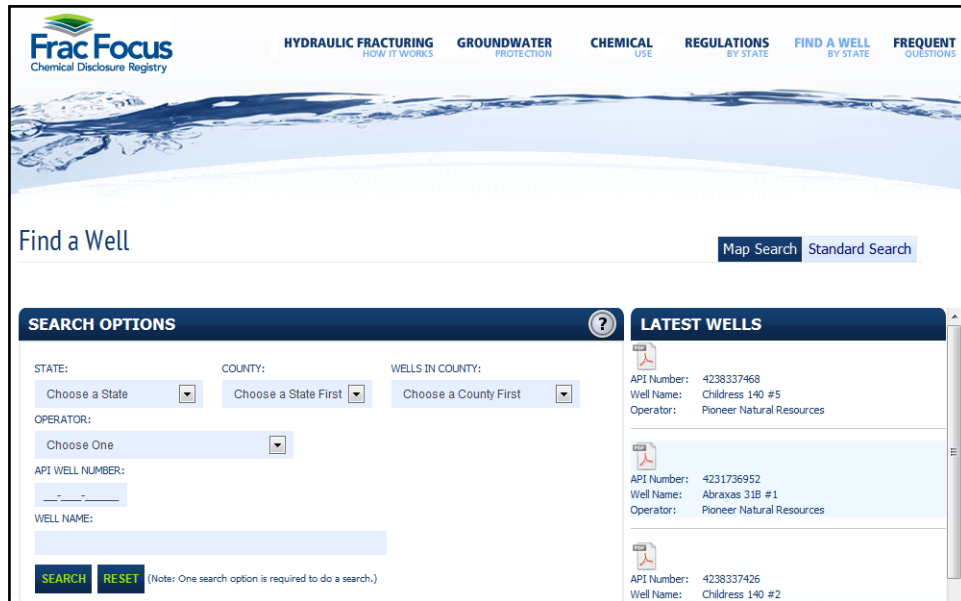 Frac Focus
Chemical Disclosure Registry
HYDRAULIC FRACTURING
HOW IT WORKS
GROUNDWATER
PROTECTION
CHEMICAL
USE
REGULATIONS
BY STATE
FIND A WELL
BY STATE
FREQUENT
QUESTIONS
Find a Well
Map Search
Standard Search
SEARCH OPTIONS
?
STATE:
COUNTY:
WELLS IN COUNTY:
Choose a State
Choose a State First
Choose a County First
OPERATOR:
Choose One
API WELL NUMBER:
__-___-_____
WELL NAME:
SEARCH
RESET
(Note: One search option is required to do a search.)
LATEST WELLS
PDF
API Number: 4238337468
Well Name: Childress 140 #5
Operator: Pioneer Natural Resources
PDF
API Number: 4231736952
Well Name: Abraxas 31B #1
Operator: Pioneer Natural Resources
PDF
API Number: 4238337426
Well Name: Childress 140 #2